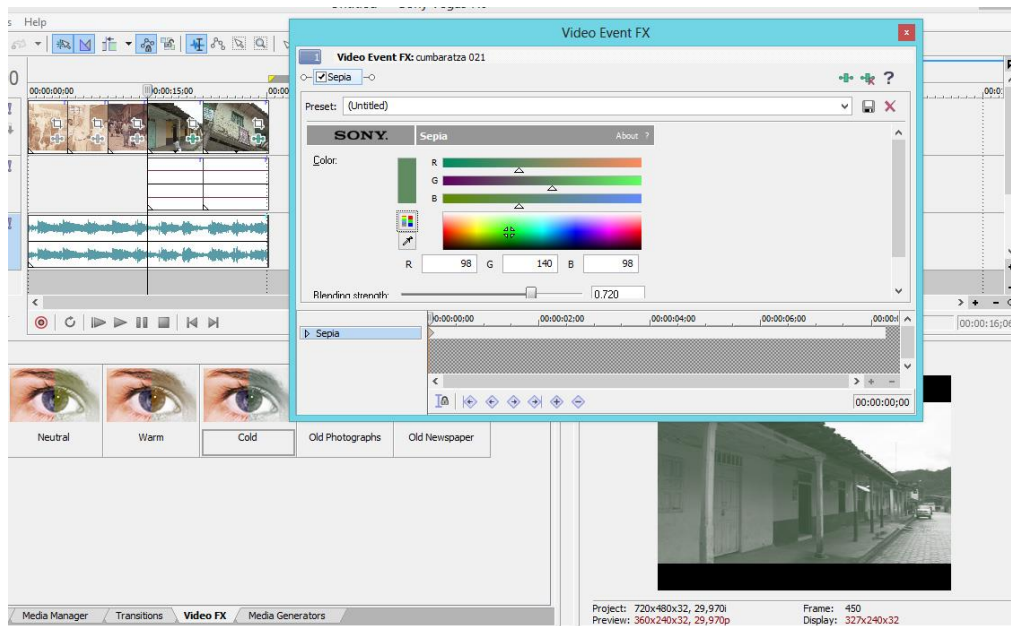 s Help
Video Event FX
x
1 Video Event FX: cumbaratza 021
Sepia
?
Preset: (Untitled)
SONY. Sepia About ?
Color:
R
G
B
R 98 G 140 B 98
Blending strength: 0.720
00:00:00:00 00:00:02:00 00:00:04:00 00:00:06:00
Sepia
00:00:00;00
00:00:00:00 0:00:15:00
00:00:16;06
Neutral Warm Cold Old Photographs Old Newspaper
Media Manager Transitions Video FX Media Generators
Project: 720x480x32, 29,970i Frame: 450
Preview: 360x240x32, 29,970p Display: 327x240x32